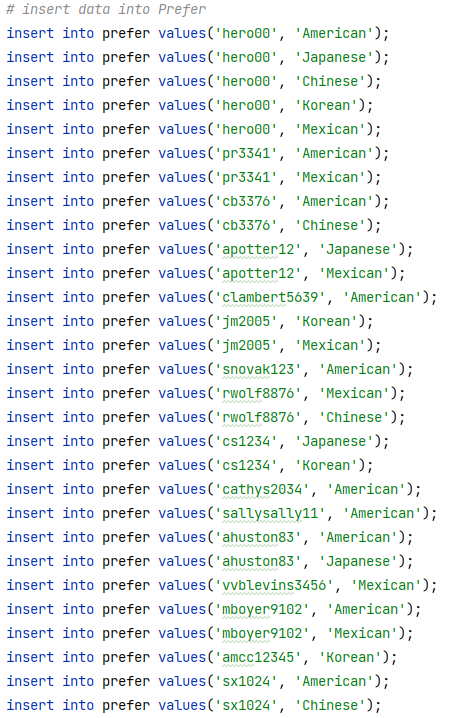 # insert data into Prefer
insert into prefer values('hero00', 'American');
insert into prefer values('hero00', 'Japanese');
insert into prefer values('hero00', 'Chinese');
insert into prefer values('hero00', 'Korean');
insert into prefer values('hero00', 'Mexican');
insert into prefer values('pr3341', 'American');
insert into prefer values('pr3341', 'Mexican');
insert into prefer values('cb3376', 'American');
insert into prefer values('cb3376', 'Chinese');
insert into prefer values('apotter12', 'Japanese');
insert into prefer values('apotter12', 'Mexican');
insert into prefer values('clambert5639', 'American');
insert into prefer values('jm2005', 'Korean');
insert into prefer values('jm2005', 'Mexican');
insert into prefer values('snovak123', 'American');
insert into prefer values('rwolf8876', 'Mexican');
insert into prefer values('rwolf8876', 'Chinese');
insert into prefer values('cs1234', 'Japanese');
insert into prefer values('cs1234', 'Korean');
insert into prefer values('cathys2034', 'American');
insert into prefer values('sallysally11', 'American');
insert into prefer values('ahuston83', 'American');
insert into prefer values('ahuston83', 'Japanese');
insert into prefer values('vvblevins3456', 'Mexican');
insert into prefer values('mboyer9102', 'American');
insert into prefer values('mboyer9102', 'Mexican');
insert into prefer values('amcc12345', 'Korean');
insert into prefer values('sx1024', 'American');
insert into prefer values('sx1024', 'Chinese');